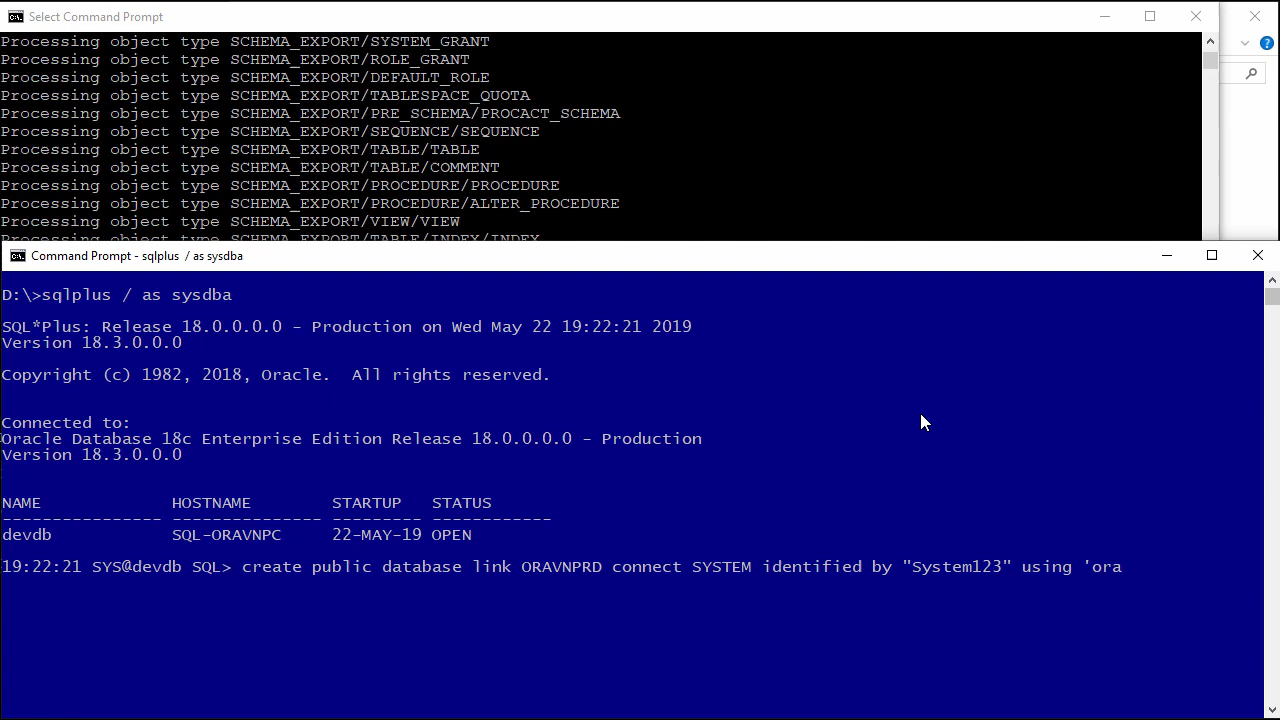 Select Command Prompt
Processing object type SCHEMA_EXPORT/SYSTEM_GRANT
Processing object type SCHEMA_EXPORT/ROLE_GRANT
Processing object type SCHEMA_EXPORT/DEFAULT_ROLE
Processing object type SCHEMA_EXPORT/TABLESPACE_QUOTA
Processing object type SCHEMA_EXPORT/PRE_SCHEMA/PROCACT_SCHEMA
Processing object type SCHEMA_EXPORT/SEQUENCE/SEQUENCE
Processing object type SCHEMA_EXPORT/TABLE/TABLE
Processing object type SCHEMA_EXPORT/TABLE/COMMENT
Processing object type SCHEMA_EXPORT/PROCEDURE/PROCEDURE
Processing object type SCHEMA_EXPORT/PROCEDURE/ALTER_PROCEDURE
Processing object type SCHEMA_EXPORT/VIEW/VIEW
Processing object type SCHEMA_EXPORT/TABLE/INDEX/INDEX
Command Prompt - sqlplus / as sysdba
D:\>sqlplus / as sysdba
SQL*Plus: Release 18.0.0.0.0 - Production on Wed May 22 19:22:21 2019
Version 18.3.0.0.0
Copyright (c) 1982, 2018, Oracle.  All rights reserved.
Connected to:
Oracle Database 18c Enterprise Edition Release 18.0.0.0.0 - Production
Version 18.3.0.0.0
NAME             HOSTNAME        STARTUP   STATUS
---------------- --------------- --------- ------------
devdb            SQL-ORAVNPC     22-MAY-19 OPEN
19:22:21 SYS@devdb SQL> create public database link ORAVNPRD connect SYSTEM identified by "System123" using 'ora